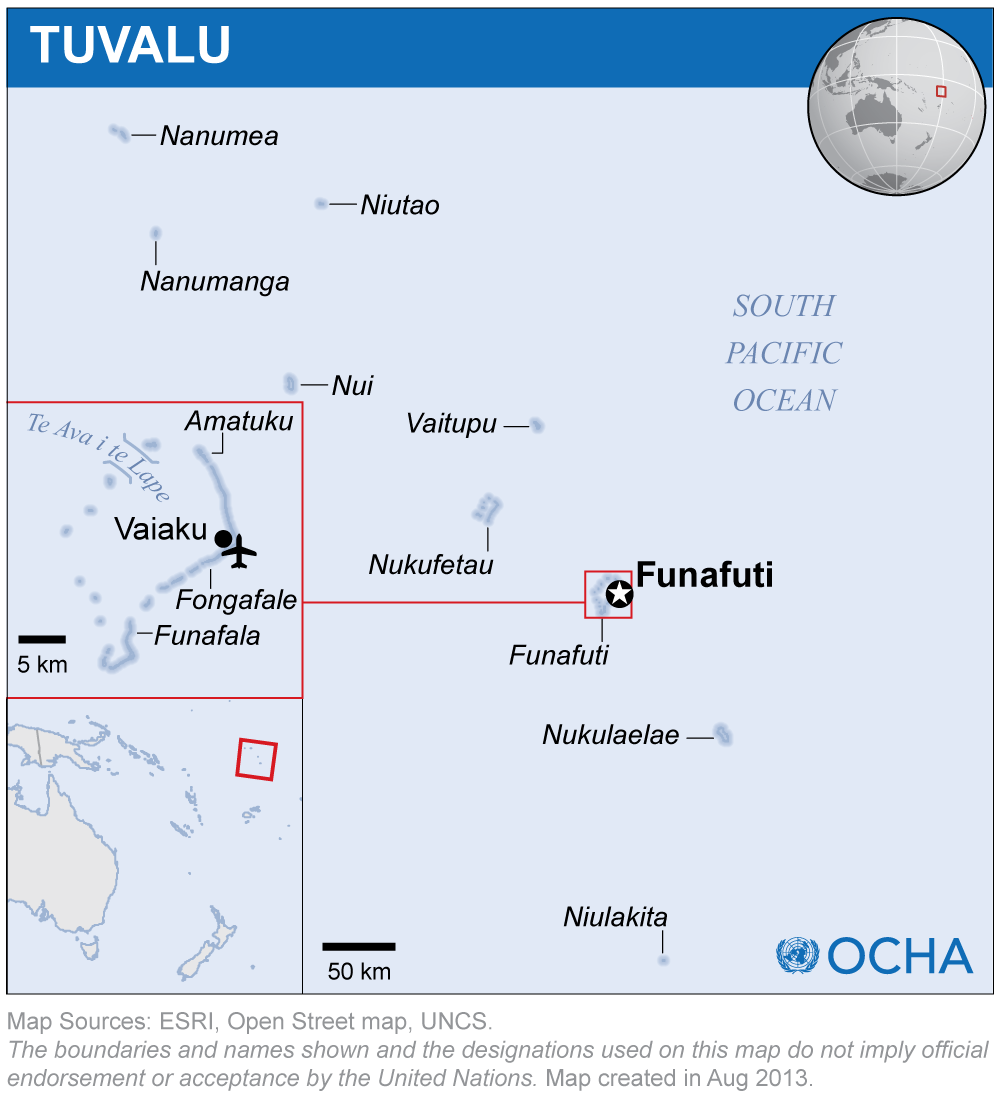 TUVALU
Nanumea
Niutao
Nanumanga
SOUTH
PACIFIC
OCEAN
Nui
Vaitupu
Amatuku
Te Ava i te Lape
Vaiaku
Nukufetau
Funafuti
Fongafale
Funafala
Funafuti
5 km
Nukulaelae
Niulakita
50 km
OCHA
Map Sources: ESRI, Open Street map, UNCS.
The boundaries and names shown and the designations used on this map do not imply official
endorsement or acceptance by the United Nations. Map created in Aug 2013.